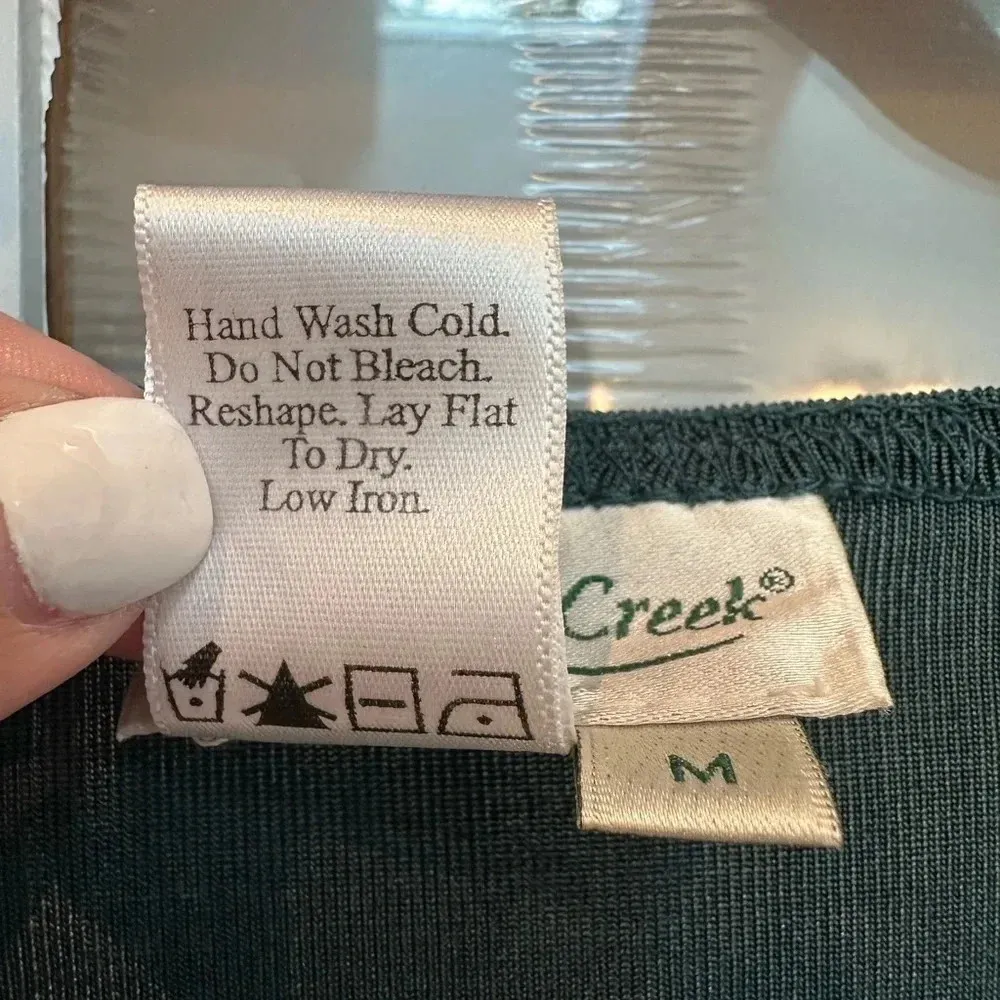 Hand Wash Cold.
Do Not Bleach.
Reshape. Lay Flat
To Dry.
Low Iron.
Creek®
M